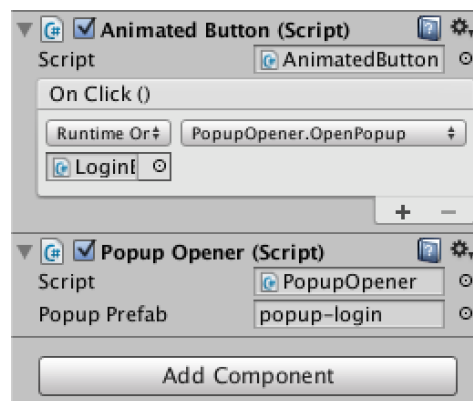 Animated Button (Script)
Script AnimatedButton
On Click ()
Runtime Or PopupOpener.OpenPopup
Login
+ −
Popup Opener (Script)
Script PopupOpener
Popup Prefab popup-login
Add Component